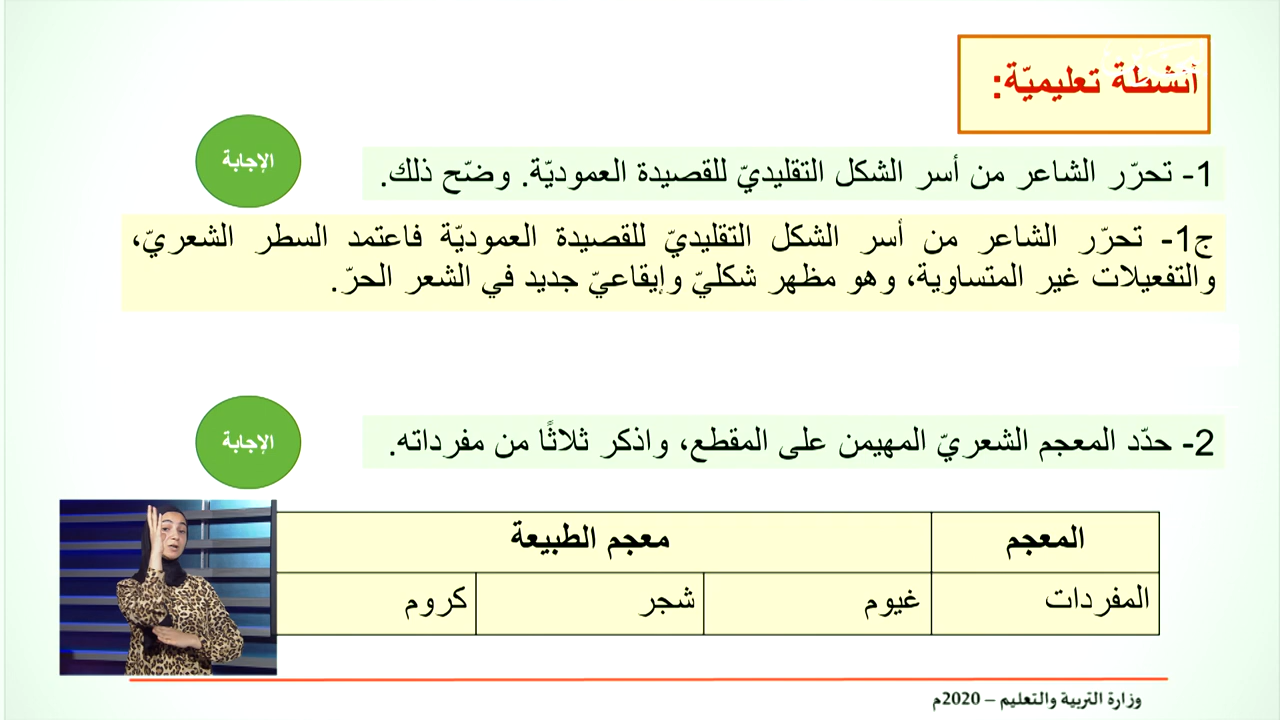 أنشطة تعليميّة:
1- تحرّر الشاعر من أسر الشكل التقليديّ للقصيدة العموديّة. وضّح ذلك.
الإجابة
ج1- تحرّر الشاعر من أسر الشكل التقليديّ للقصيدة العموديّة فاعتمد السطر الشعريّ،
والتفعيلات غير المتساوية، وهو مظهر شكليّ وإيقاعيّ جديد في الشعر الحرّ.
2- حدّد المعجم الشعريّ المهيمن على المقطع، واذكر ثلاثًا من مفرداته.
الإجابة
المعجم معجم الطبيعة
المفردات غيوم شجر كروم
وزارة التربية والتعليم – 2020م